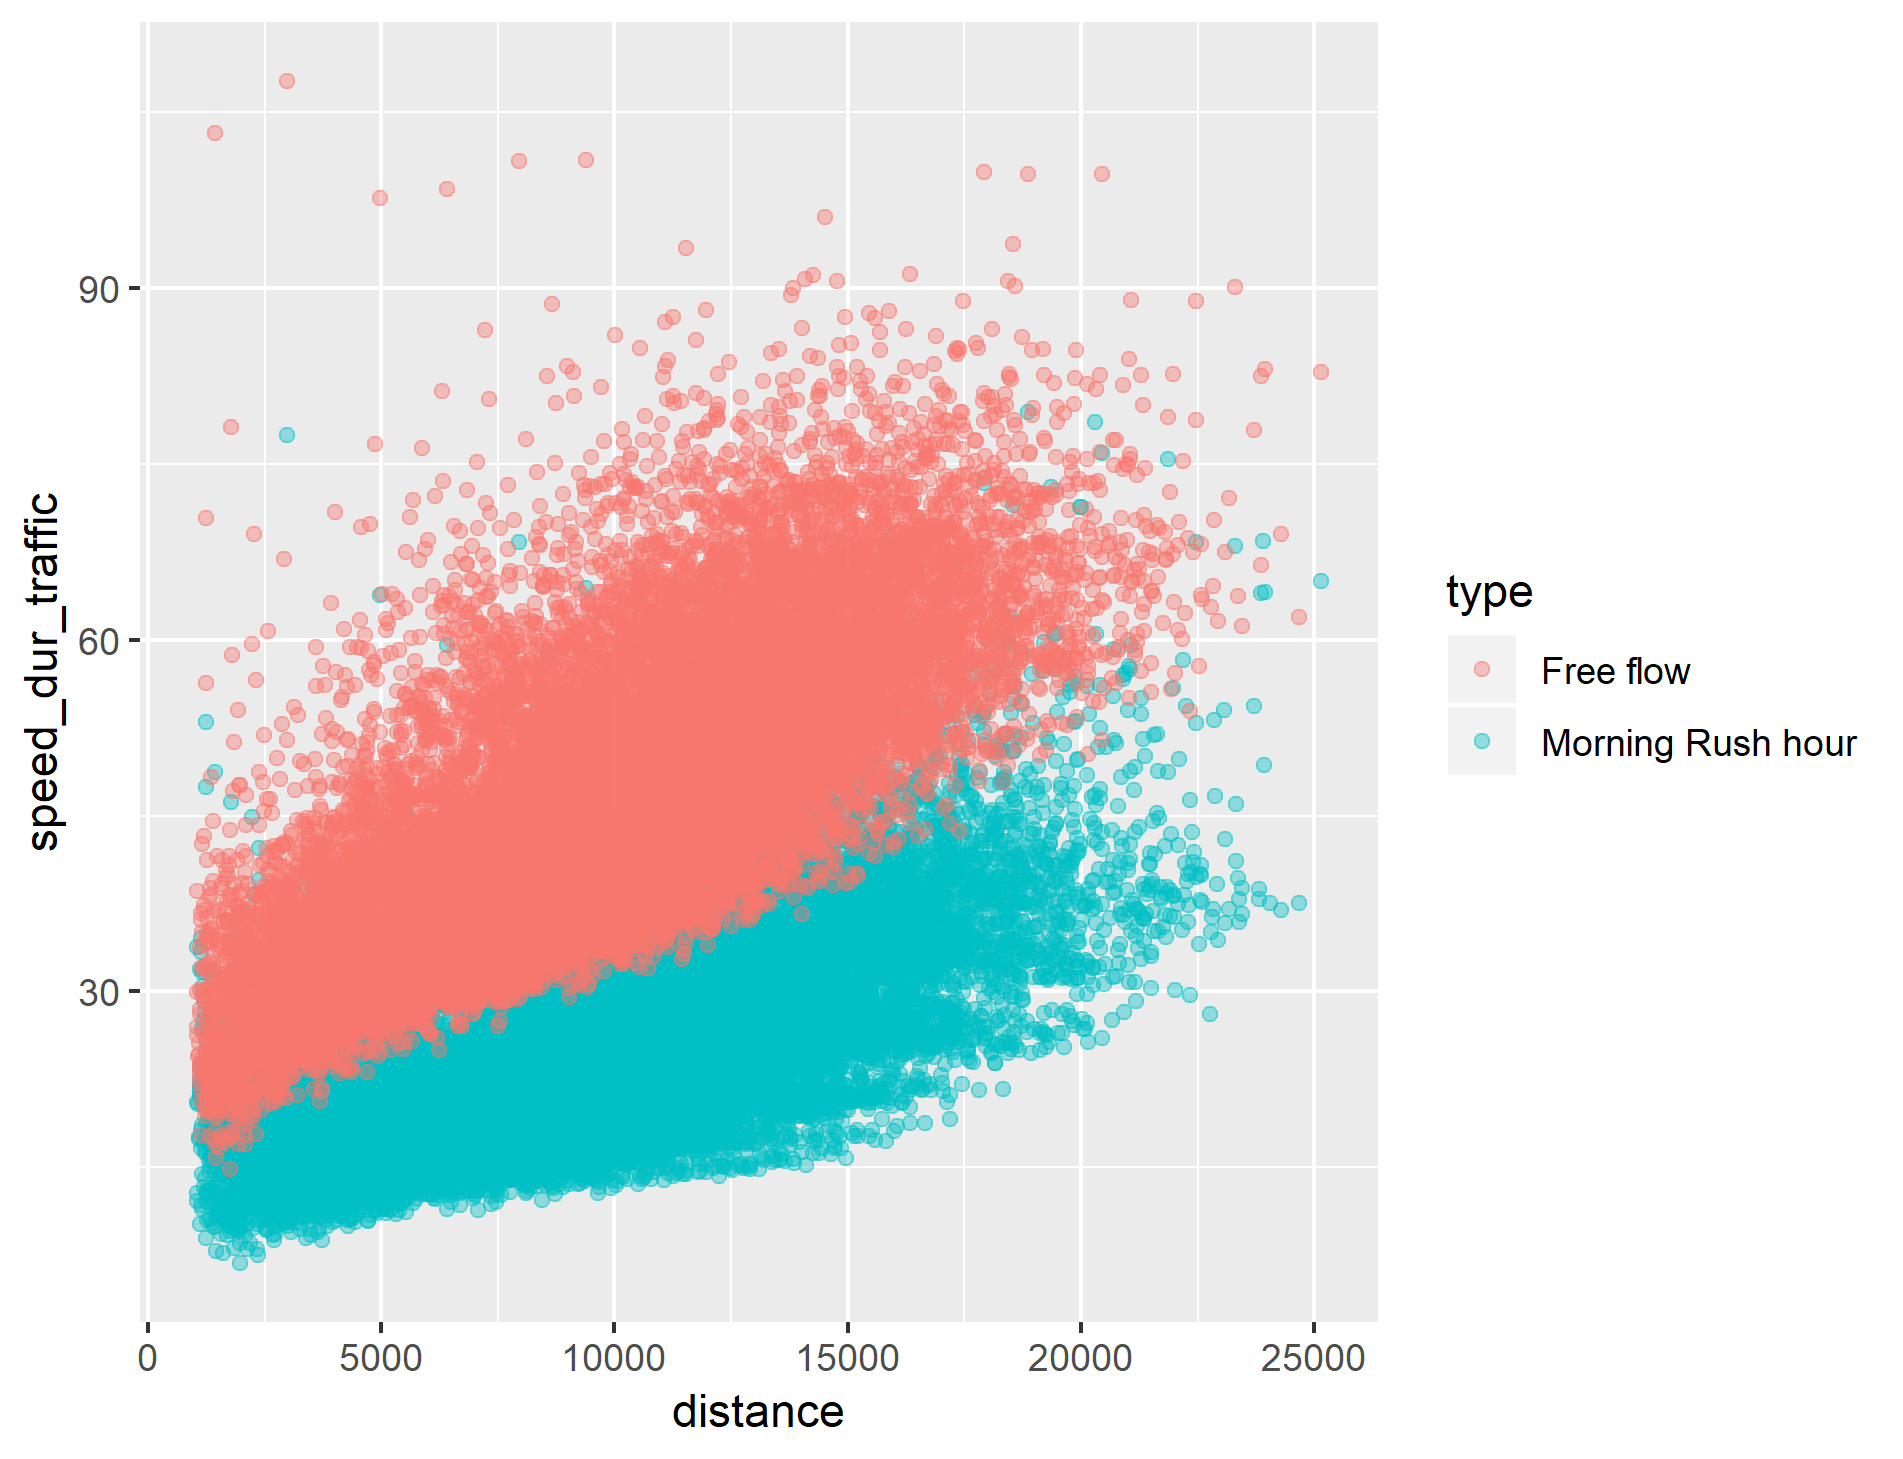 speed_dur_traffic
90
60
30
0
5000
10000
15000
20000
25000
distance
type
Free flow
Morning Rush hour